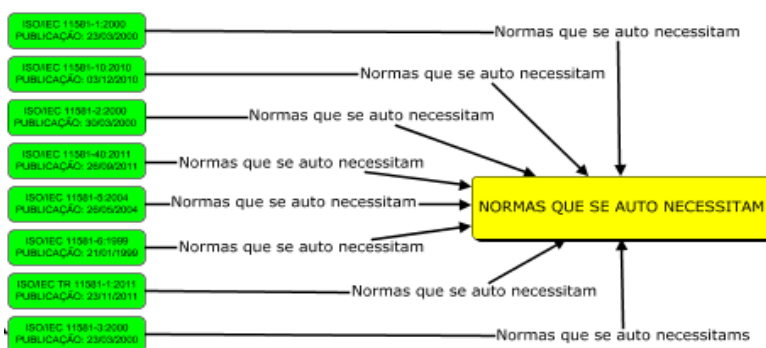 ISO/IEC 11581-1:2000
PUBLICAÇÃO: 23/03/2000
Normas que se auto necessitam
ISO/IEC 11581-10:2010
PUBLICAÇÃO: 03/12/2010
Normas que se auto necessitam
ISO/IEC 11581-2:2000
PUBLICAÇÃO: 30/03/2000
Normas que se auto necessitam
ISO/IEC 11581-40:2011
PUBLICAÇÃO: 26/09/2011
Normas que se auto necessitam
ISO/IEC 11581-5:2004
PUBLICAÇÃO: 26/05/2004
Normas que se auto necessitam
NORMAS QUE SE AUTO NECESSITAM
ISO/IEC 11581-6:1999
PUBLICAÇÃO: 21/01/1999
Normas que se auto necessitam
ISO/IEC TR 11581-1:2011
PUBLICAÇÃO: 23/11/2011
Normas que se auto necessitam
ISO/IEC 11581-3:2000
PUBLICAÇÃO: 23/03/2000
Normas que se auto necessitams